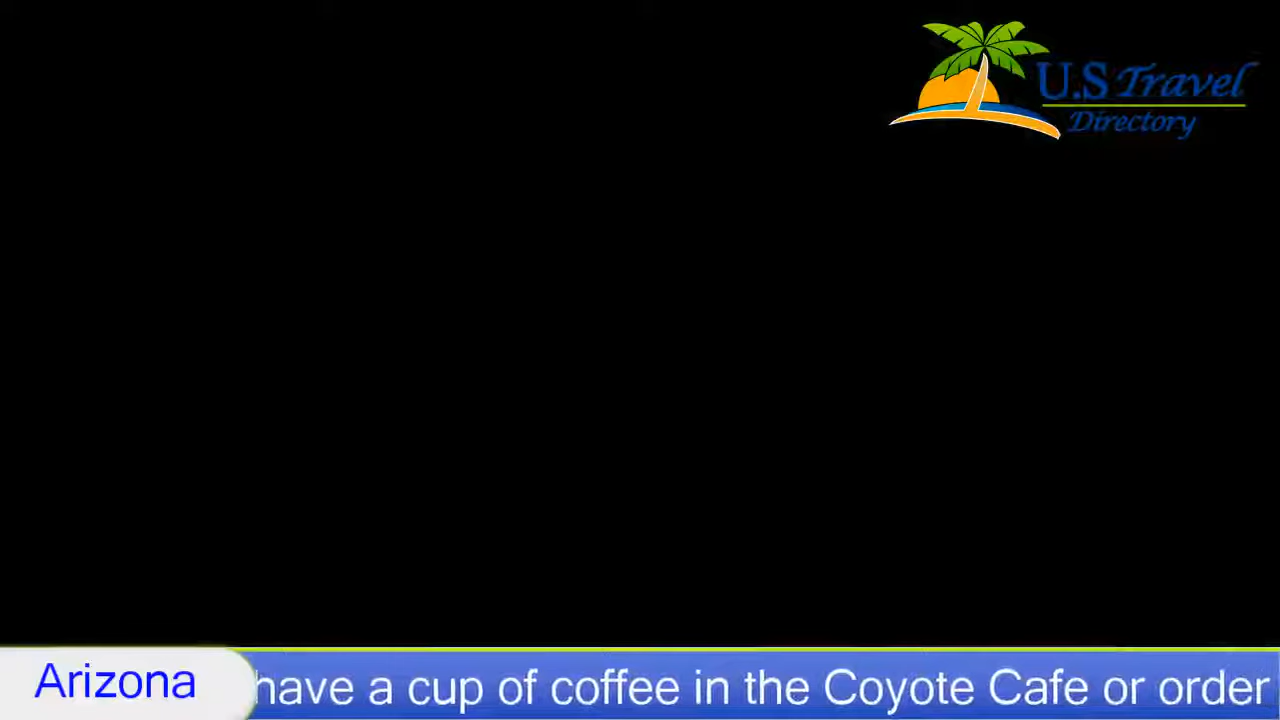 U.S Travel
Directory
Arizona
have a cup of coffee in the Coyote Cafe or order